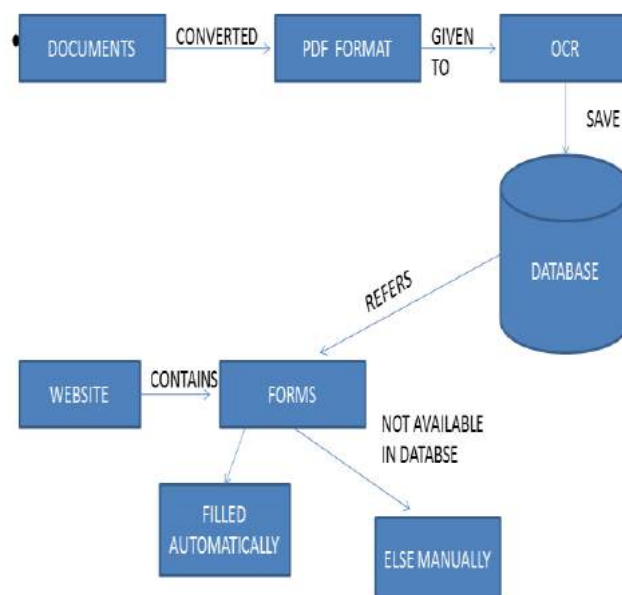 DOCUMENTS
CONVERTED
PDF FORMAT
GIVEN
TO
OCR
SAVE
DATABASE
REFERS
WEBSITE
CONTAINS
FORMS
NOT AVAILABLE
IN DATABSE
FILLED
AUTOMATICALLY
ELSE MANUALLY